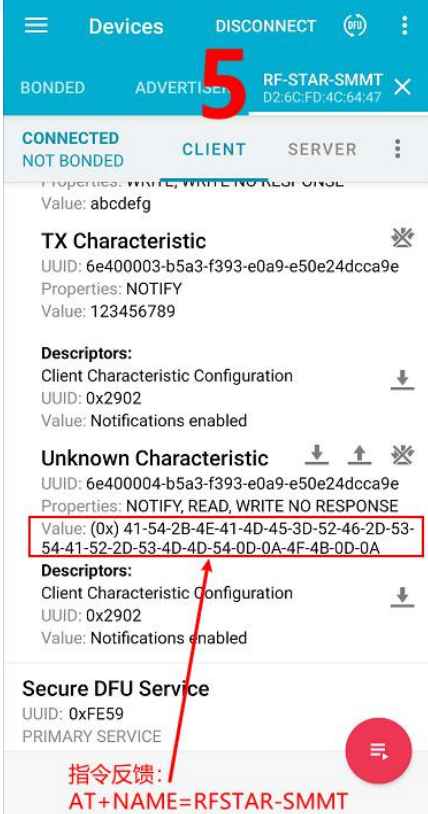 Devices
DISCONNECT
DFU
5
BONDED
ADVERTISER
RF-STAR-SMMT
D2:6C:FD:4C:64:47
CONNECTED
NOT BONDED
CLIENT
SERVER
Properties: WRITE, WRITE NO RESPONSE
Value: abcdefg
TX Characteristic
UUID: 6e400003-b5a3-f393-e0a9-e50e24dcca9e
Properties: NOTIFY
Value: 123456789
Descriptors:
Client Characteristic Configuration
UUID: 0x2902
Value: Notifications enabled
Unknown Characteristic
UUID: 6e400004-b5a3-f393-e0a9-e50e24dcca9e
Properties: NOTIFY, READ, WRITE NO RESPONSE
Value: (0x) 41-54-2B-4E-41-4D-45-3D-52-46-2D-53-
54-41-52-2D-53-4D-4D-54-0D-0A-4F-4B-0D-0A
Descriptors:
Client Characteristic Configuration
UUID: 0x2902
Value: Notifications enabled
Secure DFU Service
UUID: 0xFE59
PRIMARY SERVICE
指令反馈:
AT+NAME=RFSTAR-SMMT